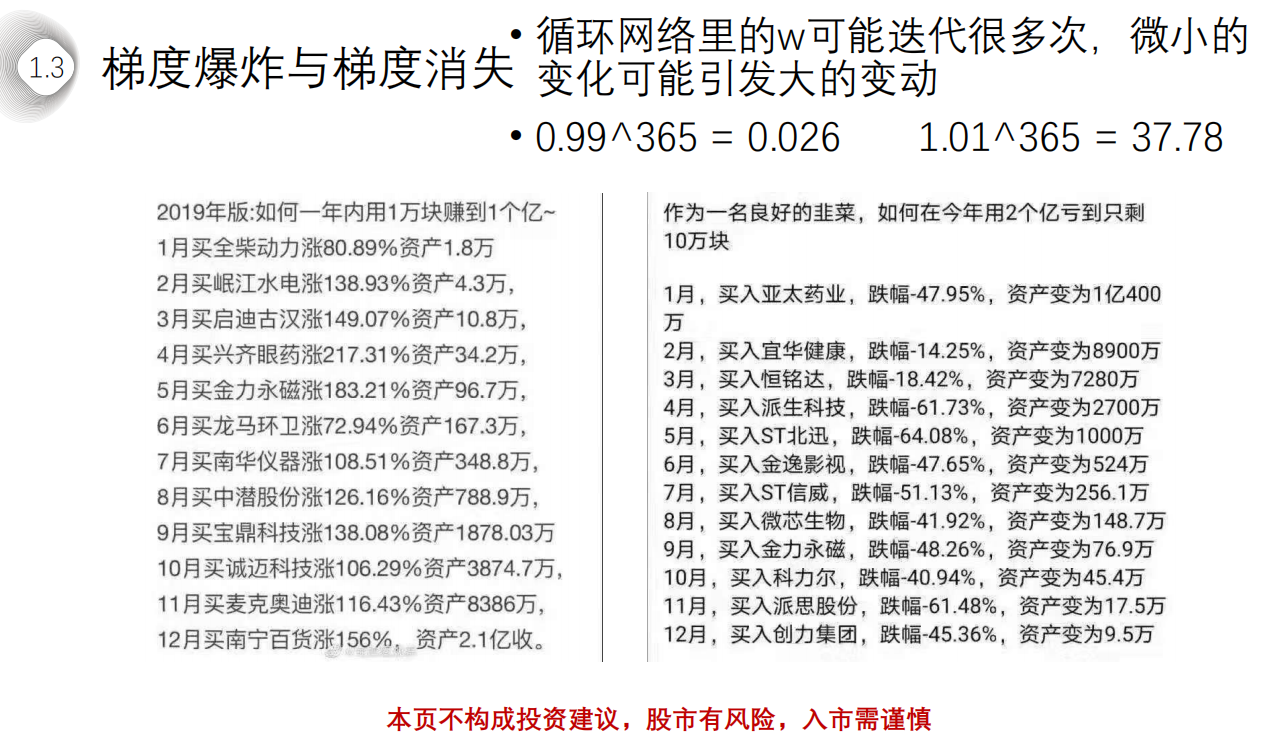 1.3
梯度爆炸与梯度消失
• 循环网络里的w可能迭代很多次，微小的
变化可能引发大的变动
• 0.99^365 = 0.026 1.01^365 = 37.78
2019年版:如何一年内用1万块赚到1个亿~
1月买全柴动力涨80.89%资产1.8万
2月买岷江水电涨138.93%资产4.3万，
3月买启迪古汉涨149.07%资产10.8万，
4月买兴齐眼药涨217.31%资产34.2万，
5月买金力永磁涨183.21%资产96.7万，
6月买龙马环卫涨72.94%资产167.3万，
7月买南华仪器涨108.51%资产348.8万，
8月买中潜股份涨126.16%资产788.9万，
9月买宝鼎科技涨138.08%资产1878.03万
10月买诚迈科技涨106.29%资产3874.7万，
11月买麦克奥迪涨116.43%资产8386万，
12月买南宁百货涨156%，资产2.1亿收。
作为一名良好的韭菜，如何在今年用2个亿亏到只剩
10万块
1月，买入亚太药业，跌幅-47.95%，资产变为1亿400
万
2月，买入宜华健康，跌幅-14.25%，资产变为8900万
3月，买入恒铭达，跌幅-18.42%，资产变为7280万
4月，买入派生科技，跌幅-61.73%，资产变为2700万
5月，买入ST北迅，跌幅-64.08%，资产变为1000万
6月，买入金逸影视，跌幅-47.65%，资产变为524万
7月，买入ST信威，跌幅-51.13%，资产变为256.1万
8月，买入微芯生物，跌幅-41.92%，资产变为148.7万
9月，买入金力永磁，跌幅-48.26%，资产变为76.9万
10月，买入科力尔，跌幅-40.94%，资产变为45.4万
11月，买入派思股份，跌幅-61.48%，资产变为17.5万
12月，买入创力集团，跌幅-45.36%，资产变为9.5万
本页不构成投资建议，股市有风险，入市需谨慎